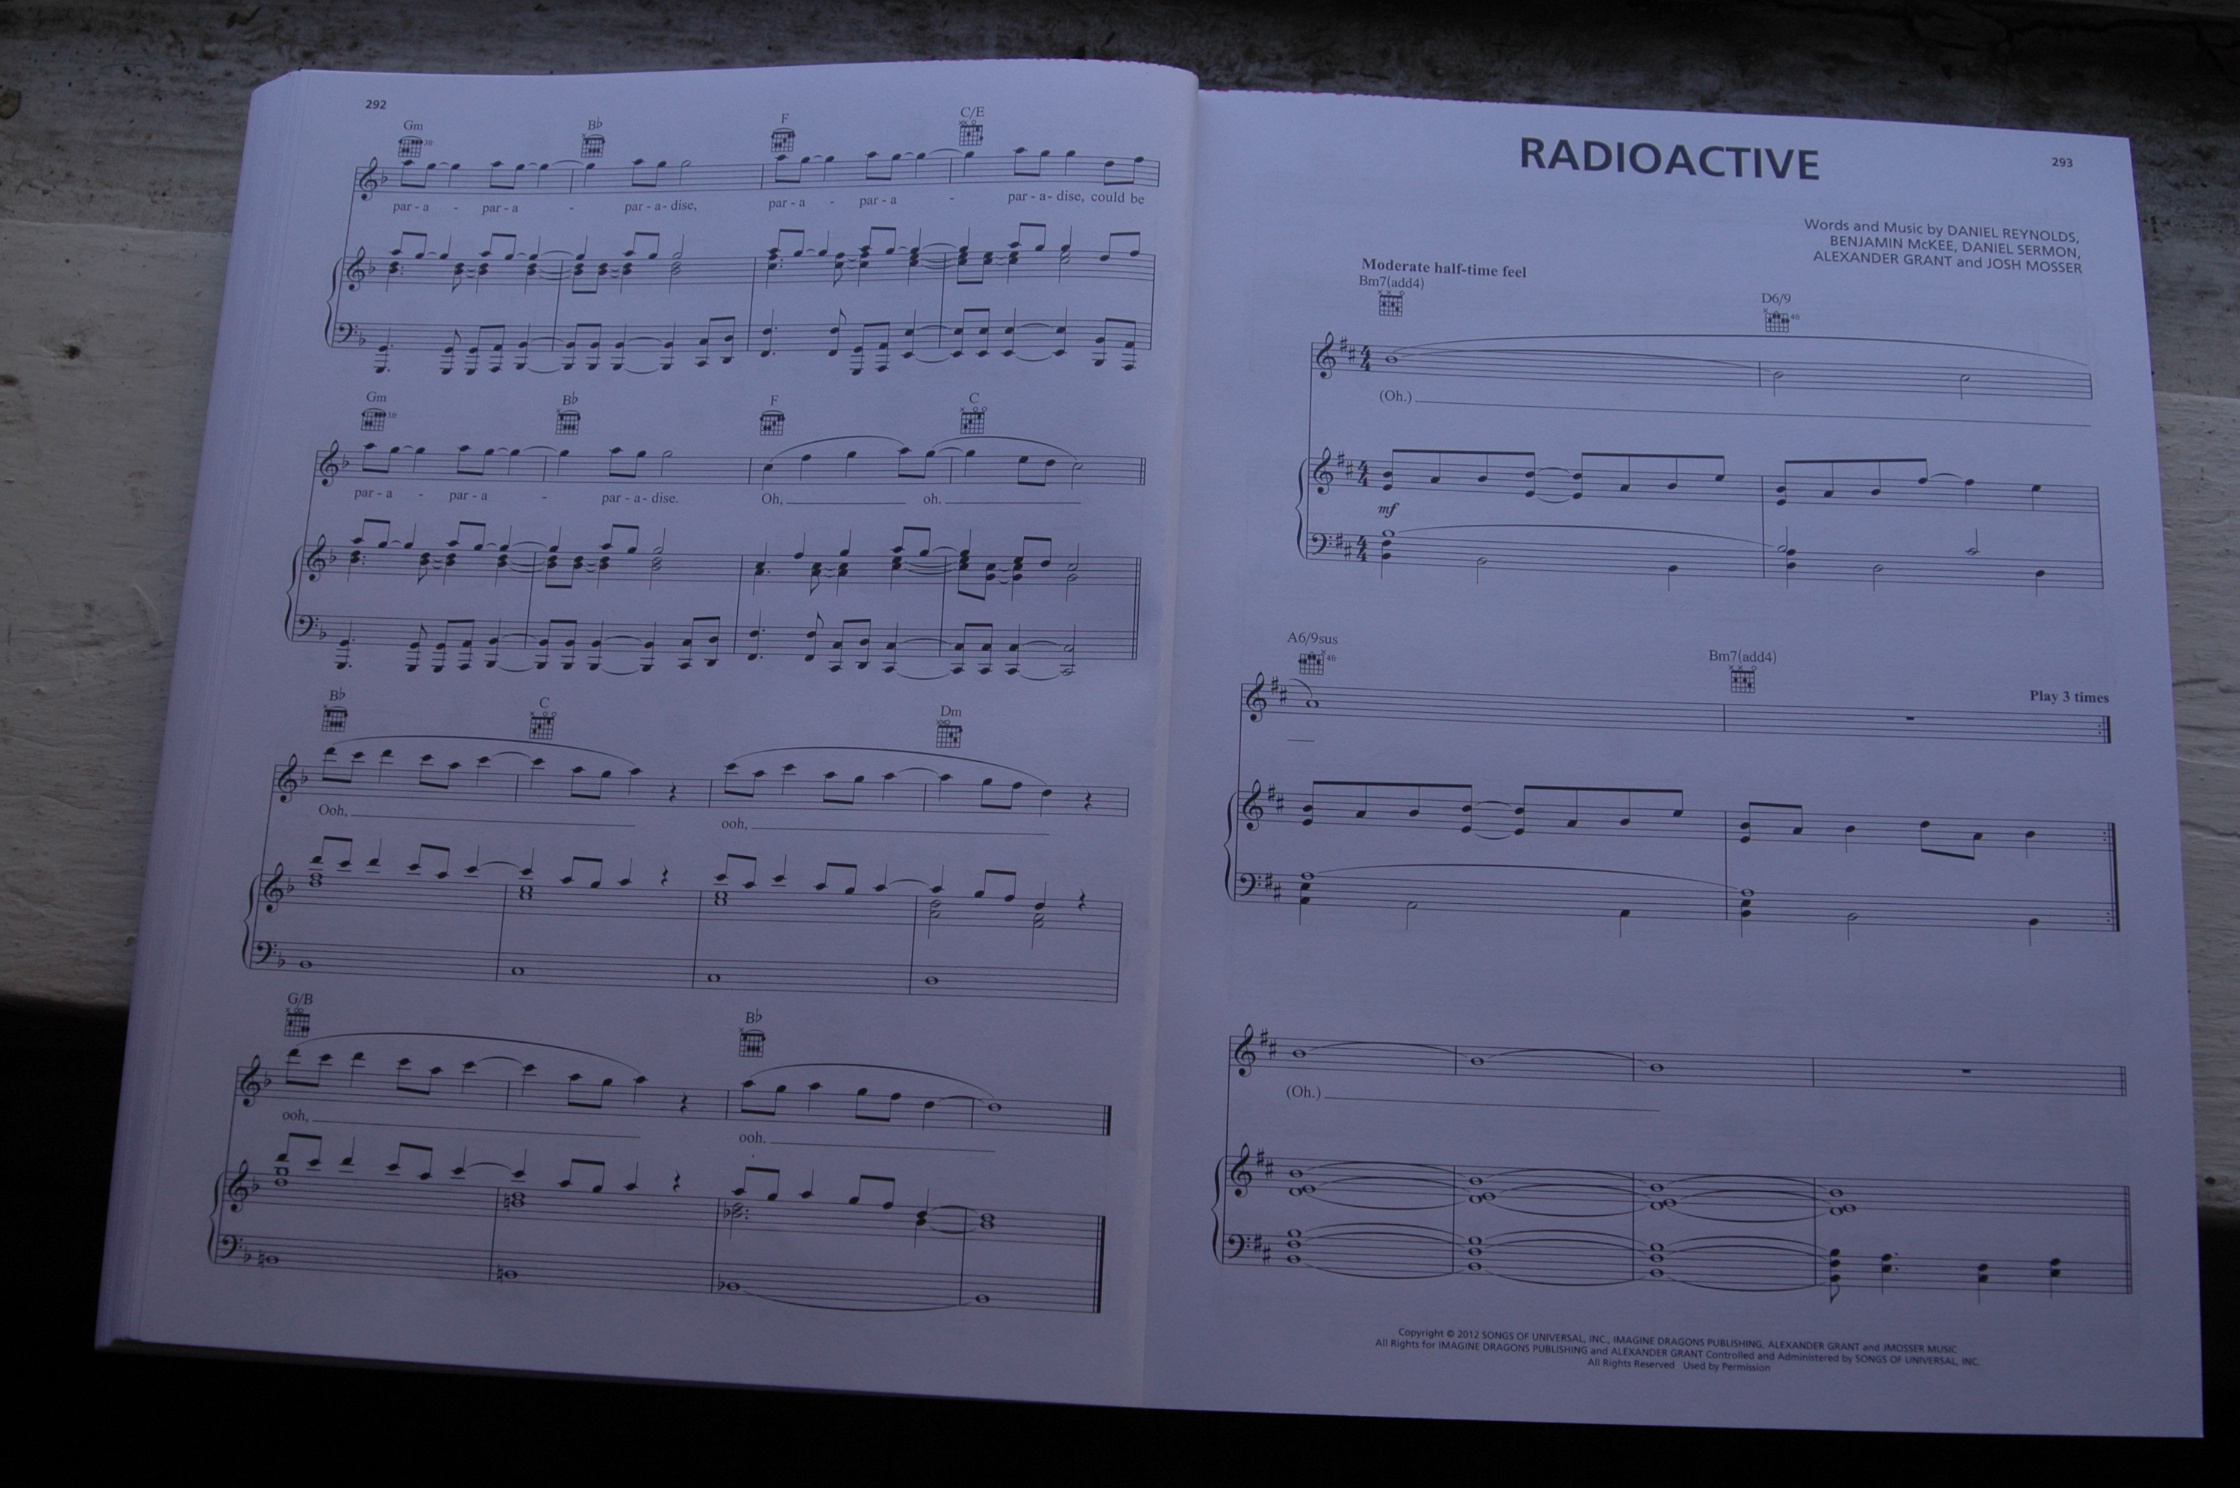 292
Gm B♭ F C/E
par - a - par - a - par - a - dise, par - a - par - a - par - a - dise, could be
Gm B♭ F C
par - a - par - a - par - a - dise. Oh, oh.
B♭ C Dm
Ooh, ooh,
G/B B♭
ooh, ooh.
RADIOACTIVE
293
Words and Music by DANIEL REYNOLDS,
BENJAMIN McKEE, DANIEL SERMON,
ALEXANDER GRANT and JOSH MOSSER
Moderate half-time feel
Bm7(add4) D6/9
4fr
(Oh.)
mf
A6/9sus Bm7(add4)
4fr
Play 3 times
(Oh.)
Copyright © 2012 SONGS OF UNIVERSAL, INC., IMAGINE DRAGONS PUBLISHING, ALEXANDER GRANT and JMOSSER MUSIC
All Rights for IMAGINE DRAGONS PUBLISHING and ALEXANDER GRANT Controlled and Administered by SONGS OF UNIVERSAL, INC.
All Rights Reserved Used by Permission